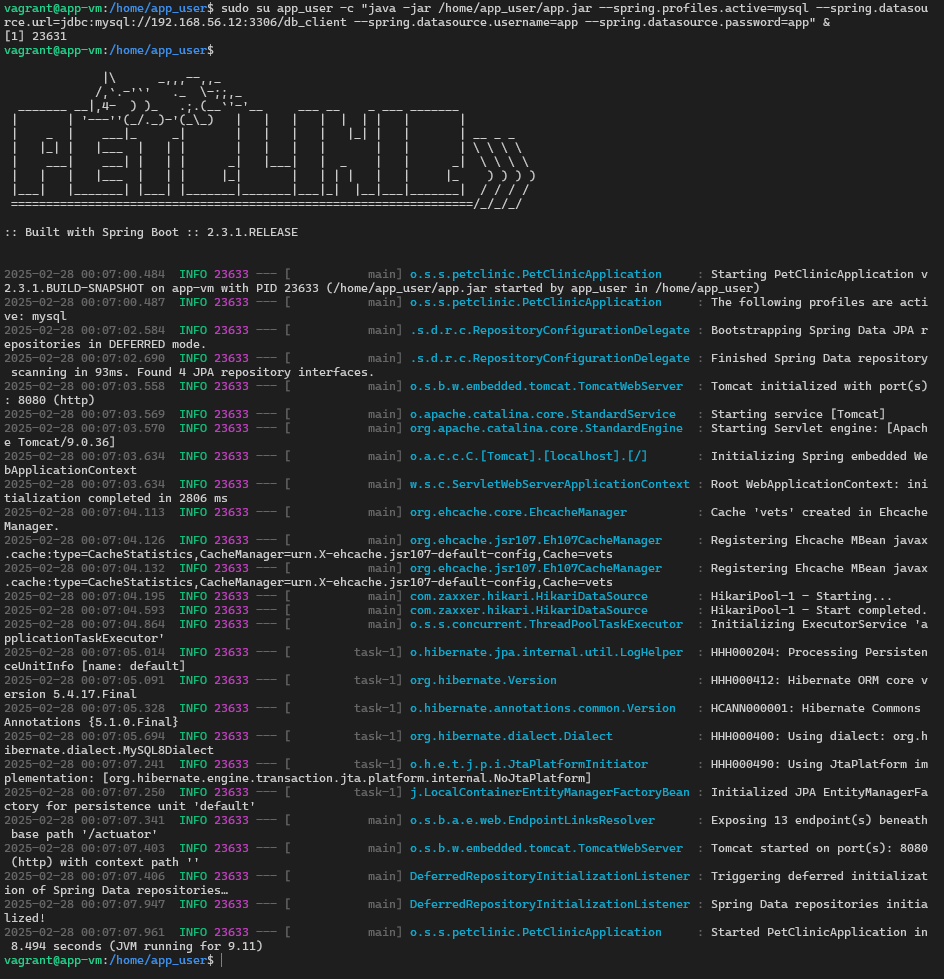 vagrant@app-vm:/home/app_user$ sudo su app_user -c "java -jar /home/app_user/app.jar --spring.profiles.active=mysql --spring.datasou
rce.url=jdbc:mysql://192.168.56.12:3306/db_client --spring.datasource.username=app --spring.datasource.password=app" &
[1] 23631
vagrant@app-vm:/home/app_user$
:: Built with Spring Boot :: 2.3.1.RELEASE
2025-02-28 00:07:00.484  INFO 23633 --- [           main] o.s.s.petclinic.PetClinicApplication     : Starting PetClinicApplication v
2.3.1.BUILD-SNAPSHOT on app-vm with PID 23633 (/home/app_user/app.jar started by app_user in /home/app_user)
2025-02-28 00:07:00.487  INFO 23633 --- [           main] o.s.s.petclinic.PetClinicApplication     : The following profiles are acti
ve: mysql
2025-02-28 00:07:02.584  INFO 23633 --- [           main] .s.d.r.c.RepositoryConfigurationDelegate : Bootstrapping Spring Data JPA r
epositories in DEFERRED mode.
2025-02-28 00:07:02.690  INFO 23633 --- [           main] .s.d.r.c.RepositoryConfigurationDelegate : Finished Spring Data repository
 scanning in 93ms. Found 4 JPA repository interfaces.
2025-02-28 00:07:03.558  INFO 23633 --- [           main] o.s.b.w.embedded.tomcat.TomcatWebServer  : Tomcat initialized with port(s)
: 8080 (http)
2025-02-28 00:07:03.569  INFO 23633 --- [           main] o.apache.catalina.core.StandardService   : Starting service [Tomcat]
2025-02-28 00:07:03.570  INFO 23633 --- [           main] org.apache.catalina.core.StandardEngine  : Starting Servlet engine: [Apach
e Tomcat/9.0.36]
2025-02-28 00:07:03.634  INFO 23633 --- [           main] o.a.c.c.C.[Tomcat].[localhost].[/]       : Initializing Spring embedded We
bApplicationContext
2025-02-28 00:07:03.634  INFO 23633 --- [           main] w.s.c.ServletWebServerApplicationContext : Root WebApplicationContext: ini
tialization completed in 2806 ms
2025-02-28 00:07:04.113  INFO 23633 --- [           main] org.ehcache.core.EhcacheManager          : Cache 'vets' created in Ehcache
Manager.
2025-02-28 00:07:04.126  INFO 23633 --- [           main] org.ehcache.jsr107.Eh107CacheManager     : Registering Ehcache MBean javax
.cache:type=CacheStatistics,CacheManager=urn.X-ehcache.jsr107-default-config,Cache=vets
2025-02-28 00:07:04.132  INFO 23633 --- [           main] org.ehcache.jsr107.Eh107CacheManager     : Registering Ehcache MBean javax
.cache:type=CacheStatistics,CacheManager=urn.X-ehcache.jsr107-default-config,Cache=vets
2025-02-28 00:07:04.195  INFO 23633 --- [           main] com.zaxxer.hikari.HikariDataSource       : HikariPool-1 - Starting...
2025-02-28 00:07:04.593  INFO 23633 --- [           main] com.zaxxer.hikari.HikariDataSource       : HikariPool-1 - Start completed.
2025-02-28 00:07:04.864  INFO 23633 --- [           main] o.s.s.concurrent.ThreadPoolTaskExecutor  : Initializing ExecutorService 'a
pplicationTaskExecutor'
2025-02-28 00:07:05.014  INFO 23633 --- [         task-1] o.hibernate.jpa.internal.util.LogHelper  : HHH000204: Processing Persisten
ceUnitInfo [name: default]
2025-02-28 00:07:05.091  INFO 23633 --- [         task-1] org.hibernate.Version                    : HHH000412: Hibernate ORM core v
ersion 5.4.17.Final
2025-02-28 00:07:05.328  INFO 23633 --- [         task-1] o.hibernate.annotations.common.Version   : HCANN000001: Hibernate Commons 
Annotations {5.1.0.Final}
2025-02-28 00:07:05.694  INFO 23633 --- [         task-1] org.hibernate.dialect.Dialect            : HHH000400: Using dialect: org.h
ibernate.dialect.MySQL8Dialect
2025-02-28 00:07:07.241  INFO 23633 --- [         task-1] o.h.e.t.j.p.i.JtaPlatformInitiator       : HHH000490: Using JtaPlatform im
plementation: [org.hibernate.engine.transaction.jta.platform.internal.NoJtaPlatform]
2025-02-28 00:07:07.250  INFO 23633 --- [         task-1] j.LocalContainerEntityManagerFactoryBean : Initialized JPA EntityManagerFa
ctory for persistence unit 'default'
2025-02-28 00:07:07.341  INFO 23633 --- [           main] o.s.b.a.e.web.EndpointLinksResolver      : Exposing 13 endpoint(s) beneath
 base path '/actuator'
2025-02-28 00:07:07.403  INFO 23633 --- [           main] o.s.b.w.embedded.tomcat.TomcatWebServer  : Tomcat started on port(s): 8080
 (http) with context path ''
2025-02-28 00:07:07.406  INFO 23633 --- [           main] DeferredRepositoryInitializationListener : Triggering deferred initializat
ion of Spring Data repositories…
2025-02-28 00:07:07.947  INFO 23633 --- [           main] DeferredRepositoryInitializationListener : Spring Data repositories initia
lized!
2025-02-28 00:07:07.961  INFO 23633 --- [           main] o.s.s.petclinic.PetClinicApplication     : Started PetClinicApplication in
 8.494 seconds (JVM running for 9.11)
vagrant@app-vm:/home/app_user$